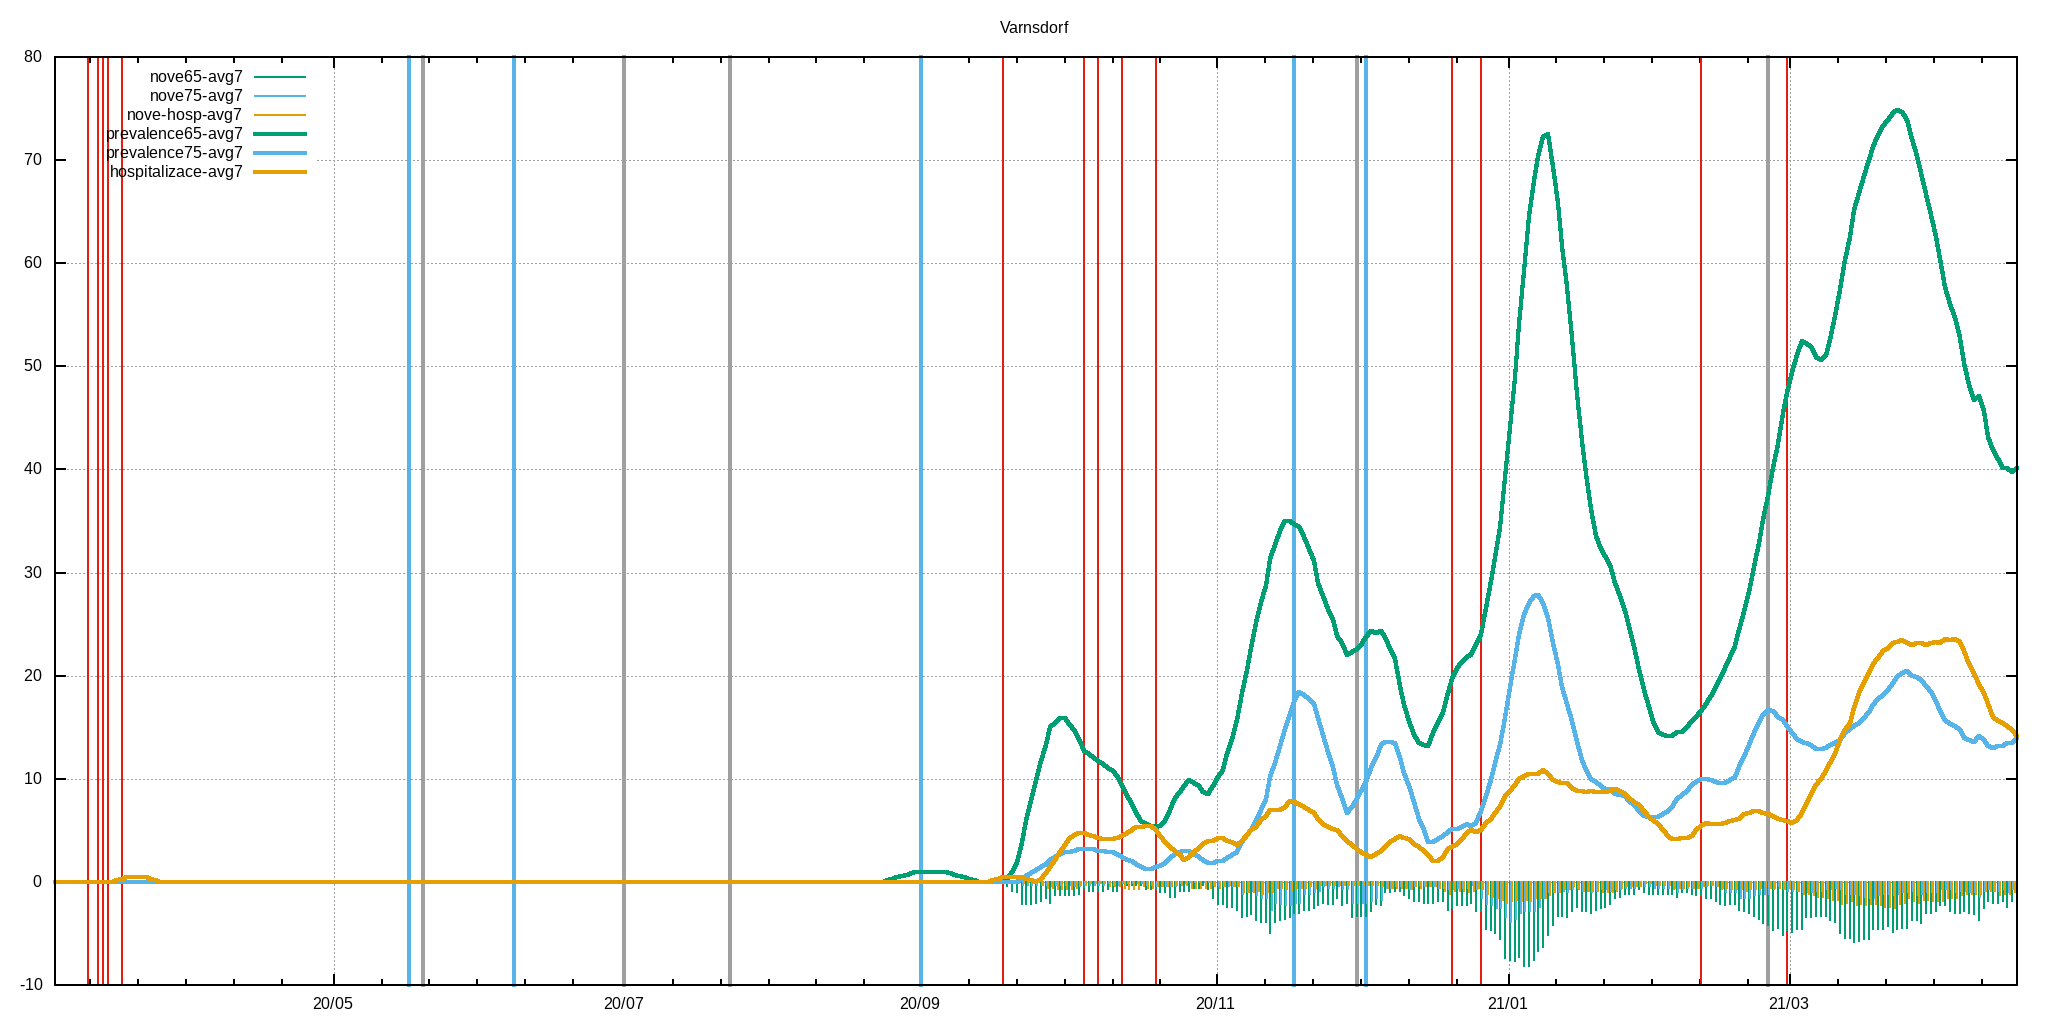 Varnsdorf
80
70
60
50
40
30
20
10
0
-10
nove65-avg7
nove75-avg7
nove-hosp-avg7
prevalence65-avg7
prevalence75-avg7
hospitalizace-avg7
20/05 20/07 20/09 20/11 21/01 21/03